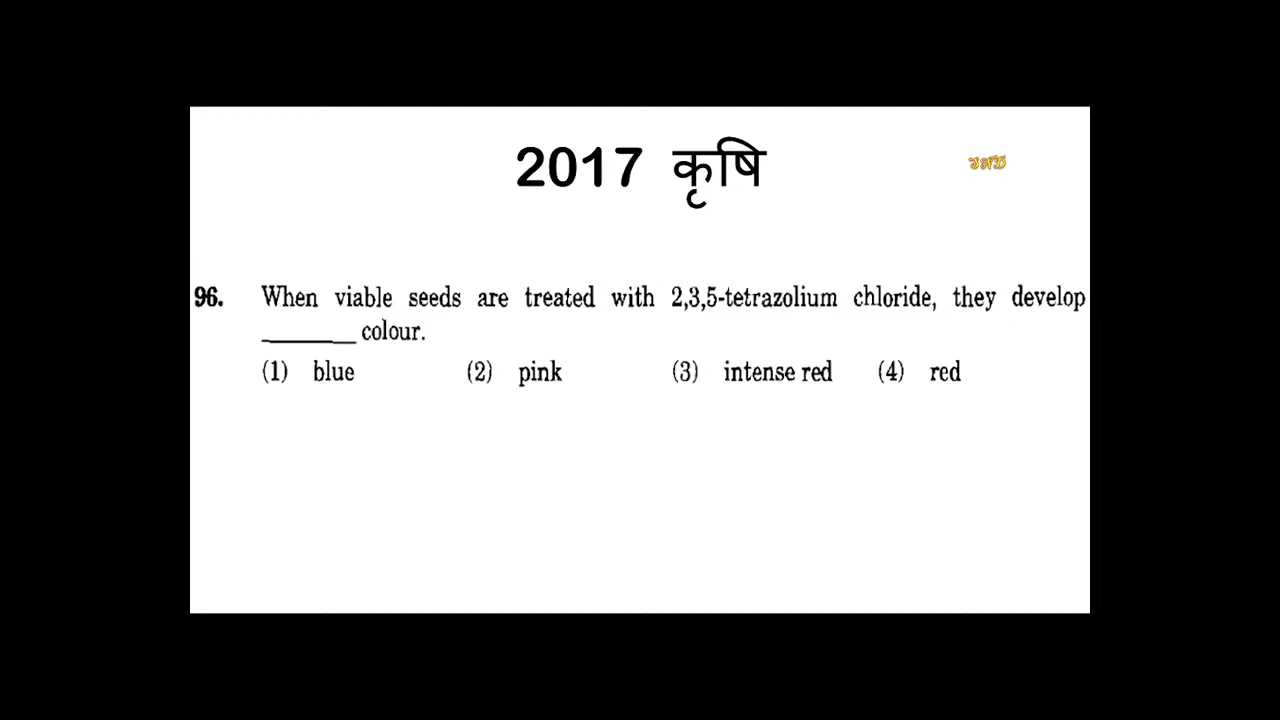 2017 कृषि
96. When viable seeds are treated with 2,3,5-tetrazolium chloride, they develop
________ colour.
(1) blue (2) pink (3) intense red (4) red